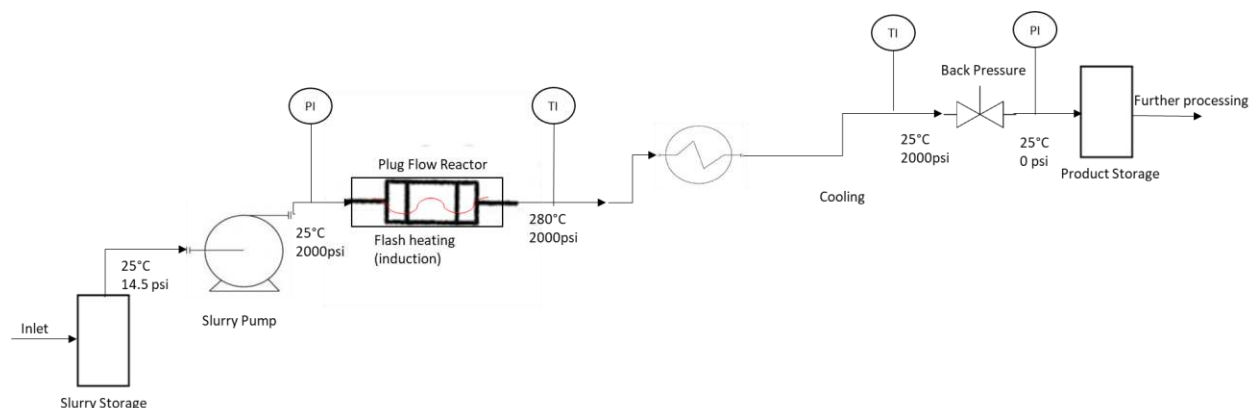 Inlet
Slurry Storage
25°C
14.5 psi
Slurry Pump
PI
25°C
2000psi
Plug Flow Reactor
Flash heating
(induction)
TI
280°C
2000psi
Cooling
TI
25°C
2000psi
Back Pressure
PI
25°C
0 psi
Product Storage
Further processing